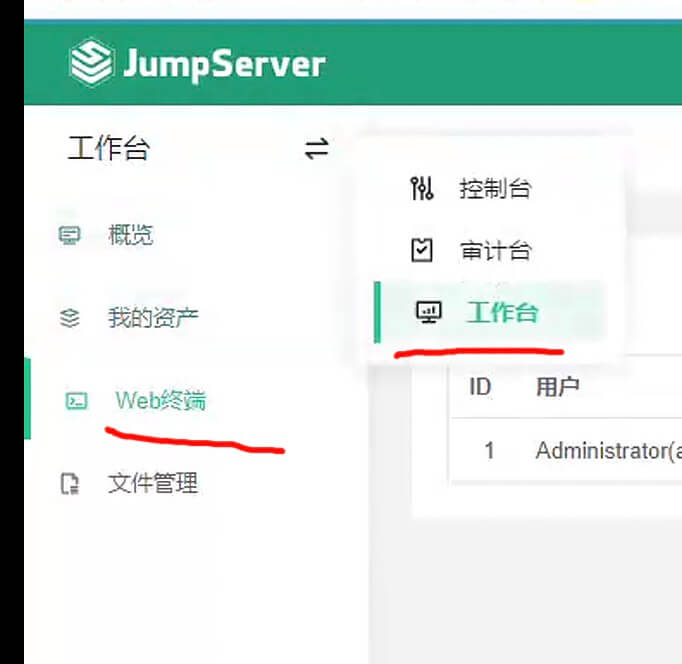 JumpServer
工作台
控制台
概览
审计台
我的资产
工作台
ID 用户
Web终端
1 Administrator(a
文件管理